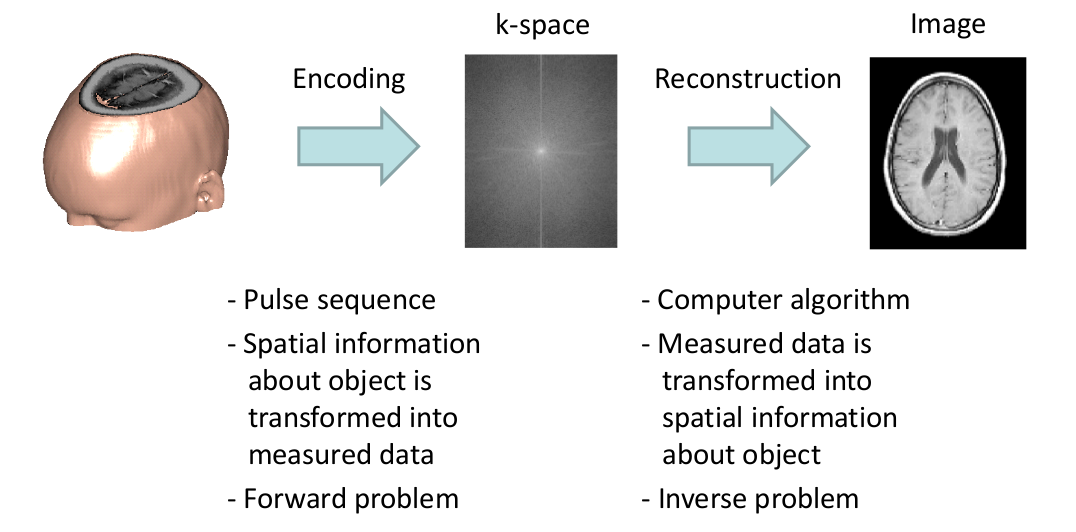 k-space
Image
Encoding
Reconstruction
- Pulse sequence
- Spatial information
about object is
transformed into
measured data
- Forward problem
- Computer algorithm
- Measured data is
transformed into
spatial information
about object
- Inverse problem